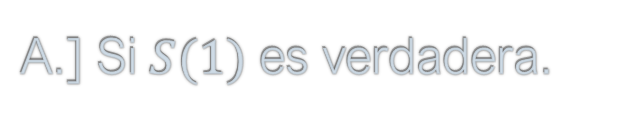 A.] Si S(1) es verdadera.